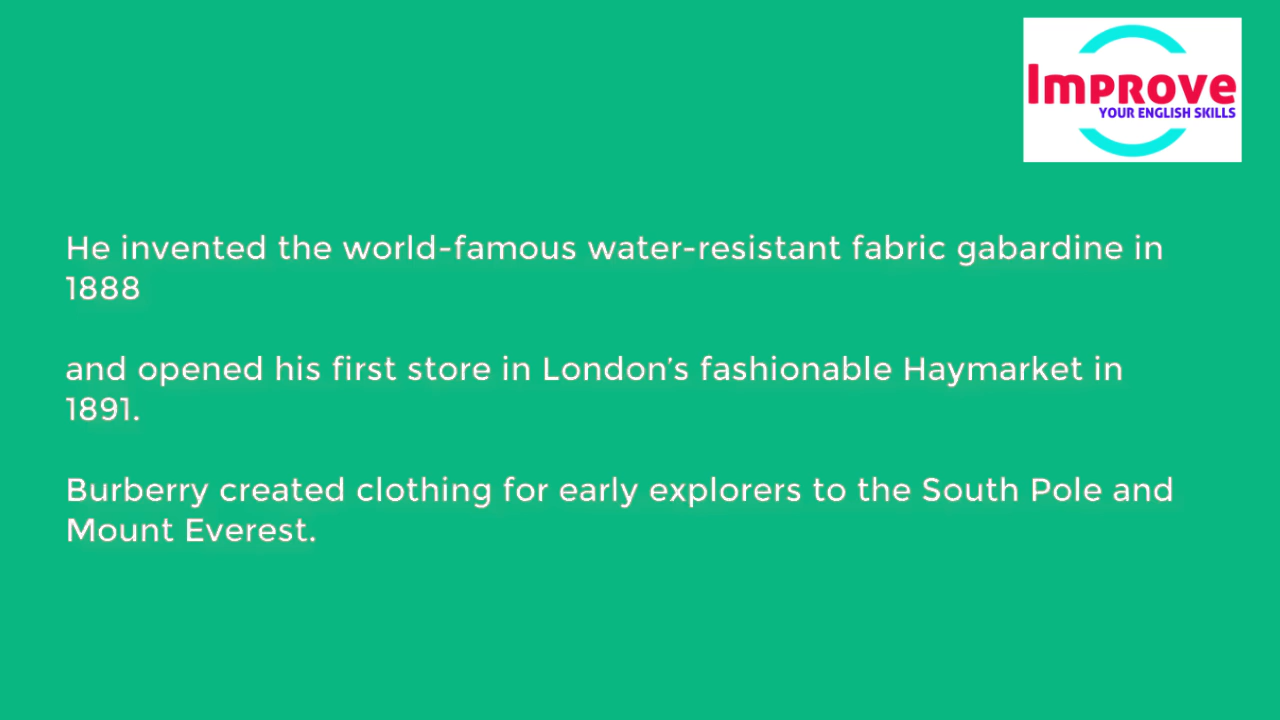 Improve
YOUR ENGLISH SKILLS
He invented the world-famous water-resistant fabric gabardine in
1888
and opened his first store in London's fashionable Haymarket in
1891.
Burberry created clothing for early explorers to the South Pole and
Mount Everest.